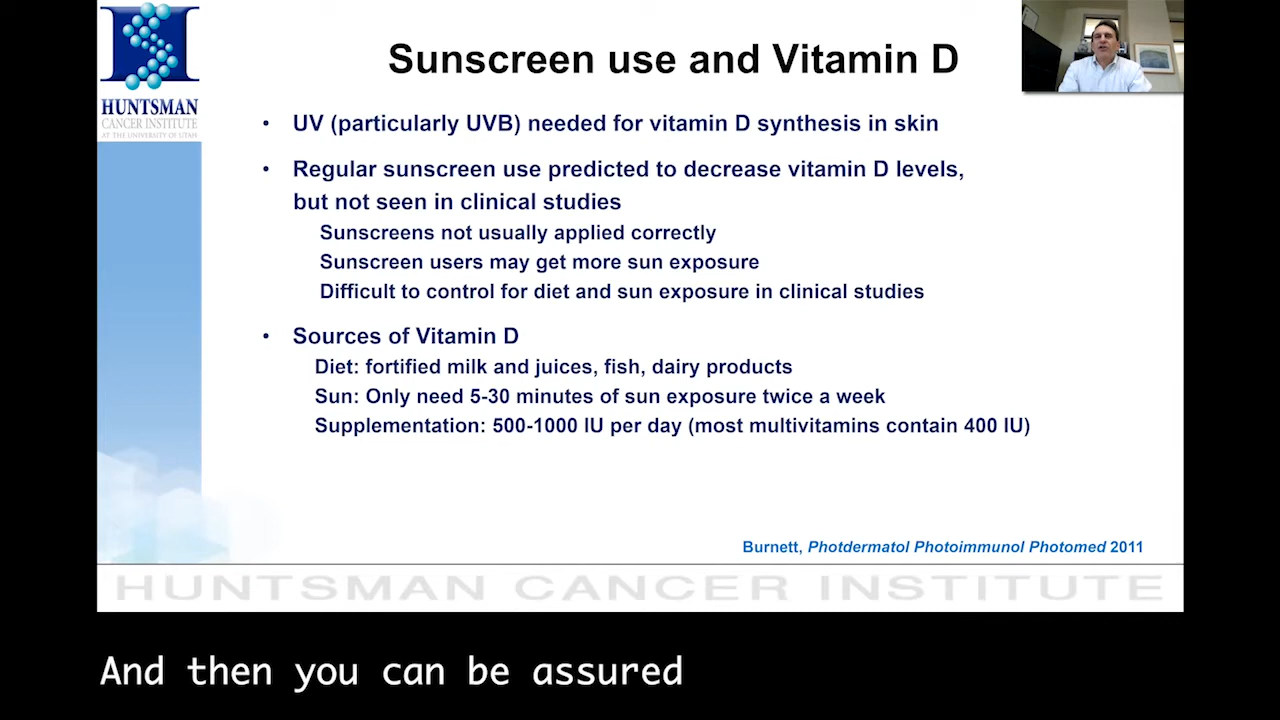 Sunscreen use and Vitamin D
HUNTSMAN
CANCER INSTITUTE
AT THE UNIVERSITY OF UTAH
• UV (particularly UVB) needed for vitamin D synthesis in skin
• Regular sunscreen use predicted to decrease vitamin D levels,
but not seen in clinical studies
Sunscreens not usually applied correctly
Sunscreen users may get more sun exposure
Difficult to control for diet and sun exposure in clinical studies
• Sources of Vitamin D
Diet: fortified milk and juices, fish, dairy products
Sun: Only need 5-30 minutes of sun exposure twice a week
Supplementation: 500-1000 IU per day (most multivitamins contain 400 IU)
Burnett, Photdermatol Photoimmunol Photomed 2011
HUNTSMAN CANCER INSTITUTE
And then you can be assured